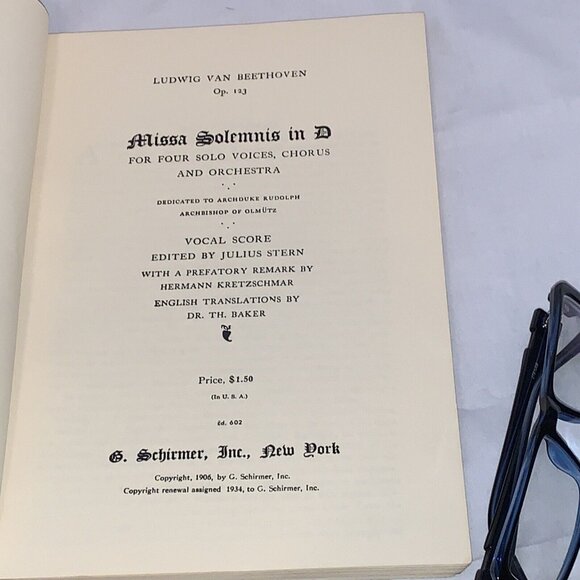 LUDWIG VAN BEETHOVEN
Op. 123
Missa Solemnis in D
FOR FOUR SOLO VOICES, CHORUS
AND ORCHESTRA
DEDICATED TO ARCHDUKE RUDOLPH
ARCHBISHOP OF OLMÜTZ
VOCAL SCORE
EDITED BY JULIUS STERN
WITH A PREFATORY REMARK BY
HERMANN KRETZSCHMAR
ENGLISH TRANSLATIONS BY
DR. TH. BAKER
Price, $1.50
(In U. S. A.)
Ed. 602
G. Schirmer, Inc., New York
Copyright, 1906, by G. Schirmer, Inc.
Copyright renewal assigned 1934, to G. Schirmer, Inc.